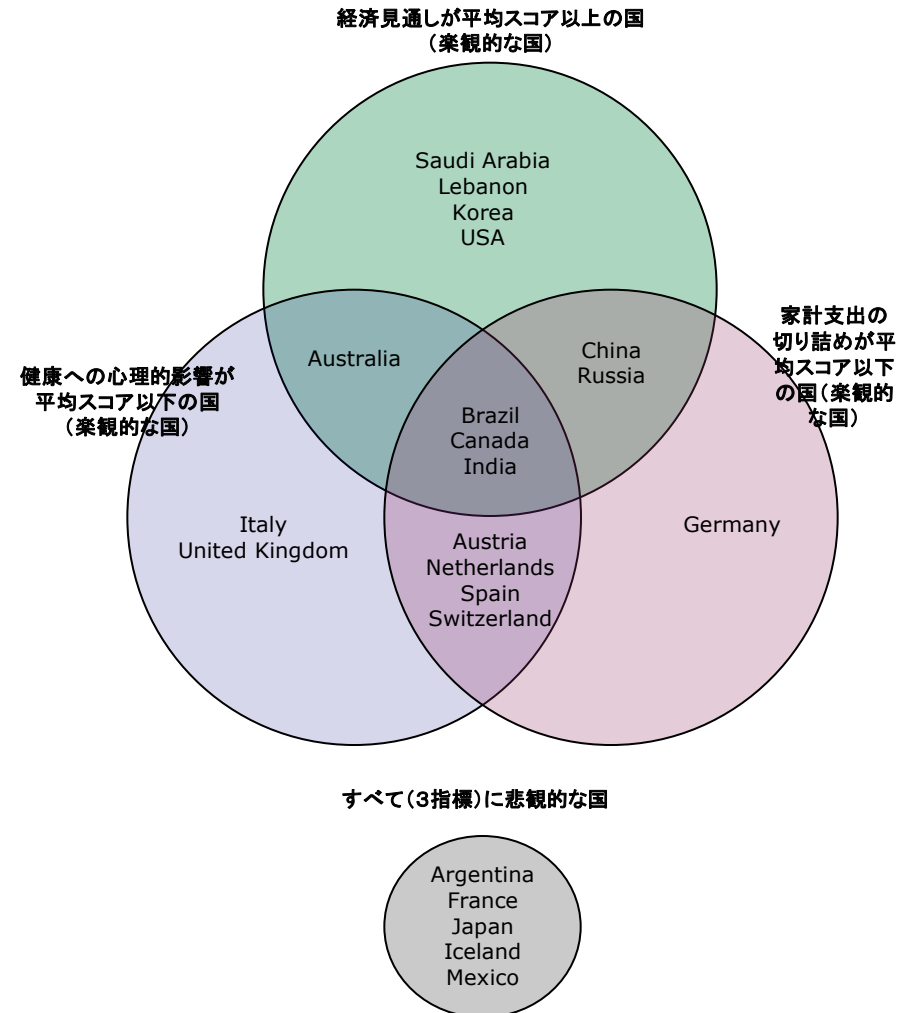 経済見通しが平均スコア以上の国
（楽観的な国）
Saudi Arabia
Lebanon
Korea
USA
家計支出の
切り詰めが平
均スコア以下
の国（楽観的
な国）
健康への心理的影響が
平均スコア以下の国
（楽観的な国）
Australia
China
Russia
Brazil
Canada
India
Italy
United Kingdom
Austria
Netherlands
Spain
Switzerland
Germany
すべて（３指標）に悲観的な国
Argentina
France
Japan
Iceland
Mexico